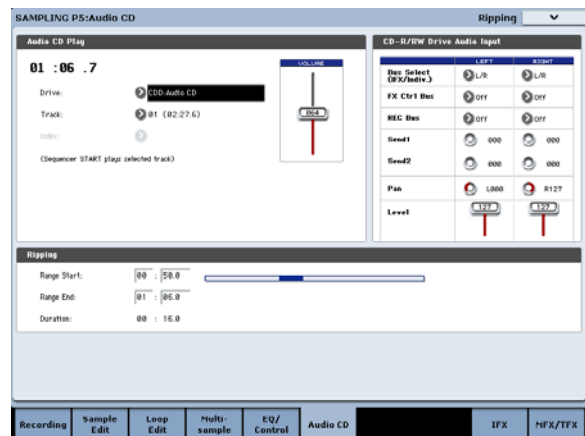 SAMPLING P5:Audio CD
Ripping
Audio CD Play
01 :06 .7
Drive:
CDD:Audio CD
Track:
01 (02:27.6)
Index:
(Sequencer START plays selected track)
VOLUME
064
CD-R/RW Drive Audio Input
LEFT RIGHT
Bus Select (IFX/Indiv.) L/R L/R
FX Ctrl Bus Off Off
REC Bus Off Off
Send1 000 000
Send2 000 000
Pan L000 R127
Level 127 127
Ripping
Range Start: 00 : 50.0
Range End: 01 : 06.0
Duration: 00 : 16.0
Recording Sample Edit Loop Edit Multi-sample EQ/Control Audio CD IFX MFX/TFX